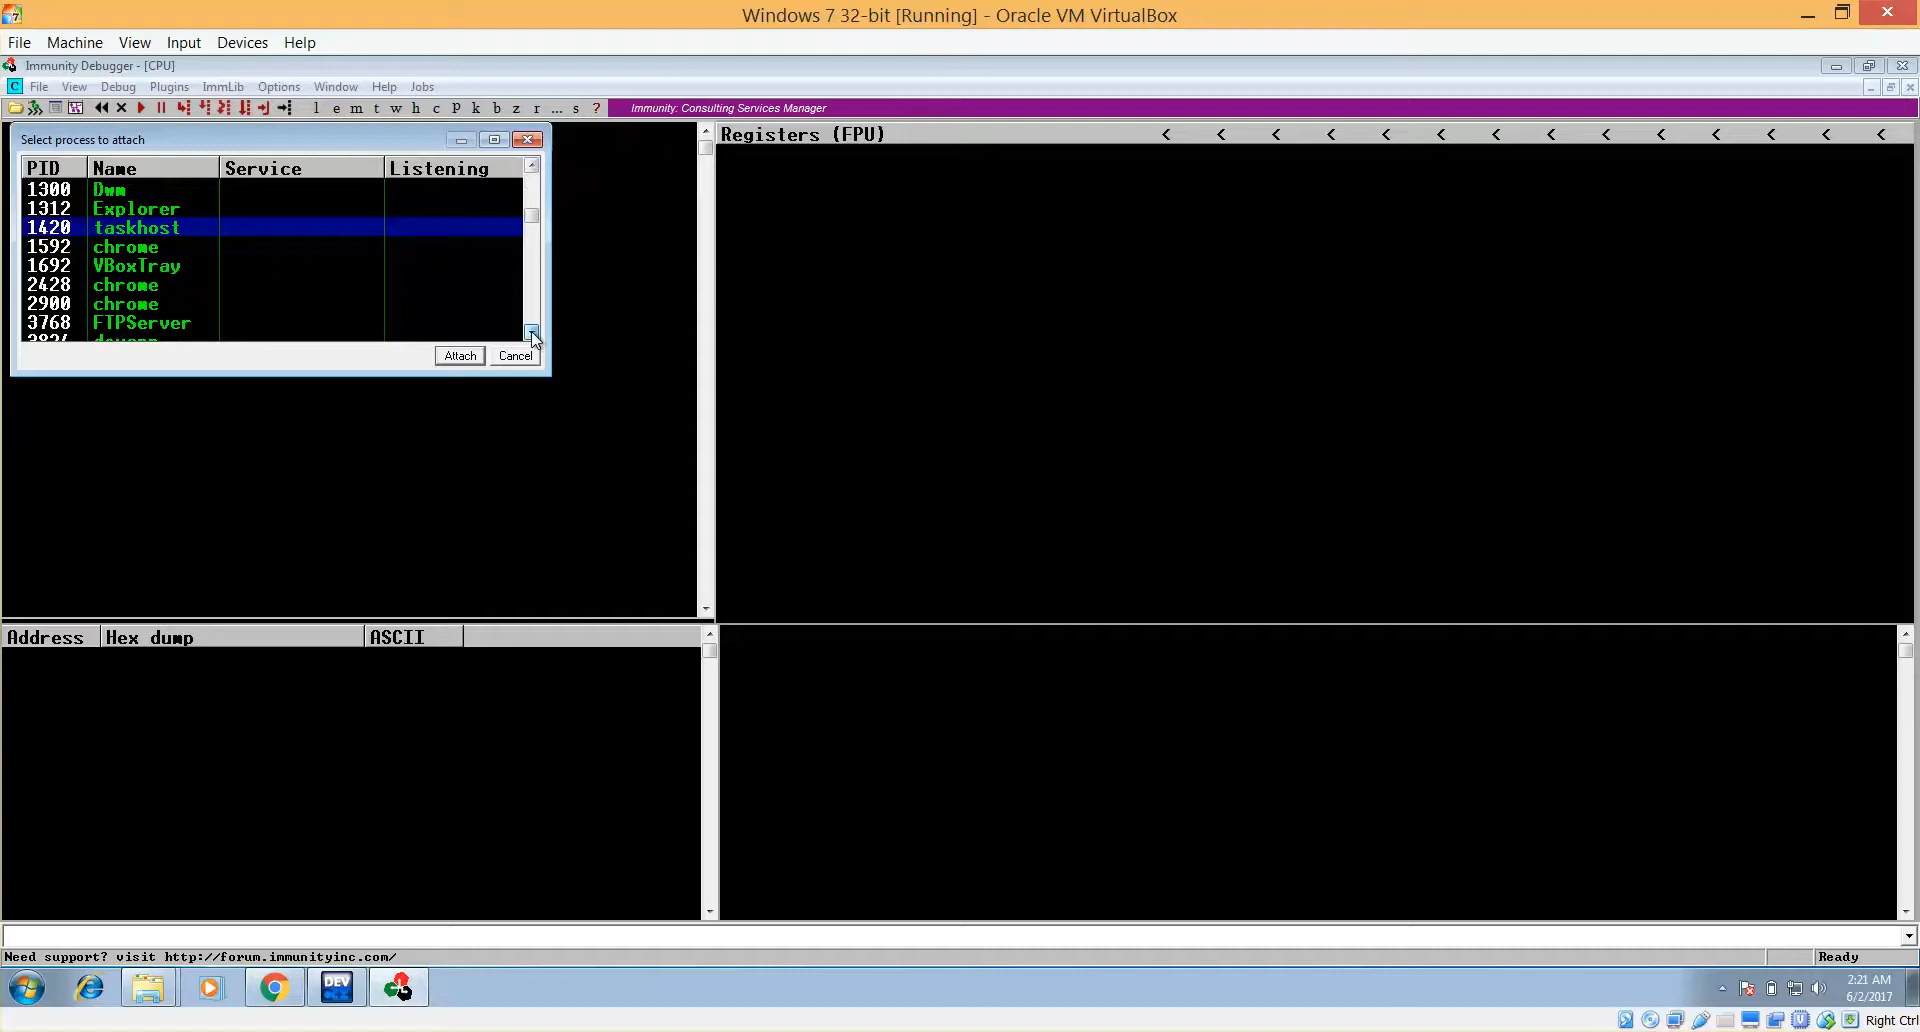 Windows 7 32-bit [Running] - Oracle VM VirtualBox
File Machine View Input Devices Help
Immunity Debugger - [CPU]
C File View Debug Plugins ImmLib Options Window Help Jobs
l e m t w h c P k b z r ... s ? Immunity: Consulting Services Manager
Select process to attach
Registers (FPU) < < < < < < < < < < < < < <
PID Name Service Listening
1300 Dwm
1312 Explorer
1420 taskhost
1592 chrome
1692 VBoxTray
2428 chrome
2900 chrome
3768 FTPServer
Attach Cancel
Address Hex dump ASCII
Need support? visit http://forum.immunityinc.com/ Ready
DEV
2:21 AM
6/2/2017
Right Ctrl